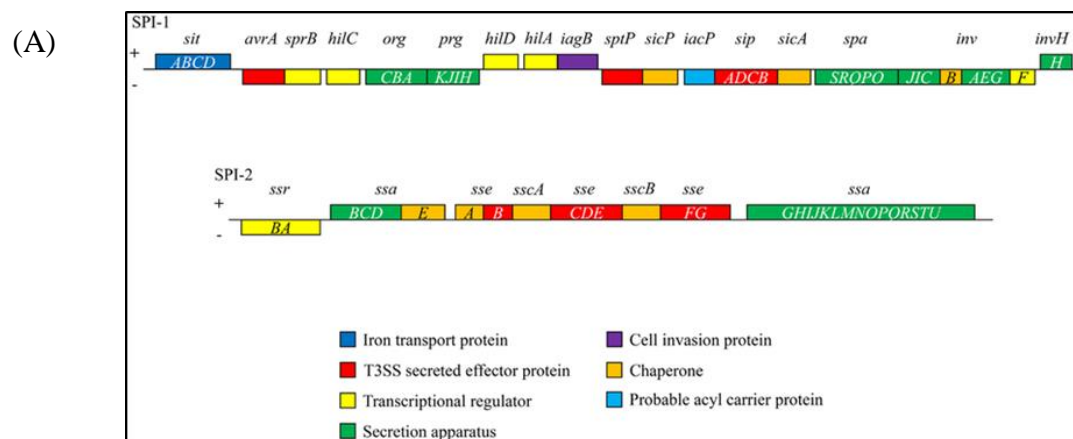 (A)
SPI-1
sit avrA sprB hilC org prg hilD hilA iagB sptP sicP iacP sip sicA spa inv invH
+ ABCD H
- CBA KJIH ADCB SRQPO JIC B AEG F
SPI-2
ssr ssa sse sscA sse sscB sse ssa
+ BCD E A B CDE FG GHIJKLMNOPQRSTU
- BA
Iron transport protein Cell invasion protein
T3SS secreted effector protein Chaperone
Transcriptional regulator Probable acyl carrier protein
Secretion apparatus